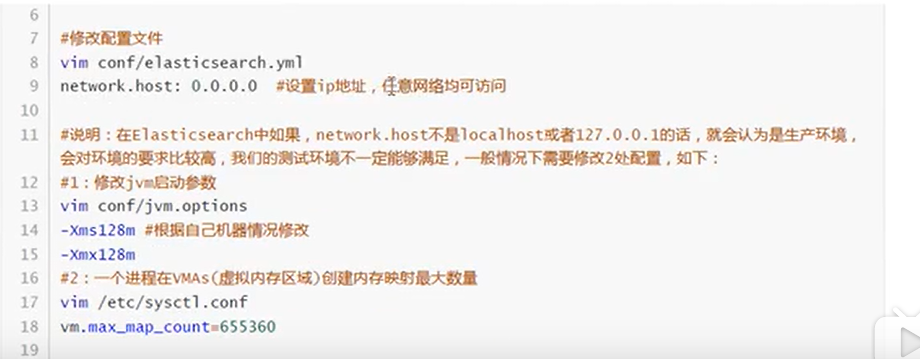 6
7 #修改配置文件
8 vim conf/elasticsearch.yml
9 network.host: 0.0.0.0 #设置ip地址，任意网络均可访问
10
11 #说明：在Elasticsearch中如果，network.host不是localhost或者127.0.0.1的话，就会认为是生产环境，
会对环境的要求比较高，我们的测试环境不一定能够满足，一般情况下需要修改2处配置，如下：
12 #1：修改jvm启动参数
13 vim conf/jvm.options
14 -Xms128m #根据自己机器情况修改
15 -Xmx128m
16 #2：一个进程在VMAs(虚拟内存区域)创建内存映射最大数量
17 vim /etc/sysctl.conf
18 vm.max_map_count=655360
19